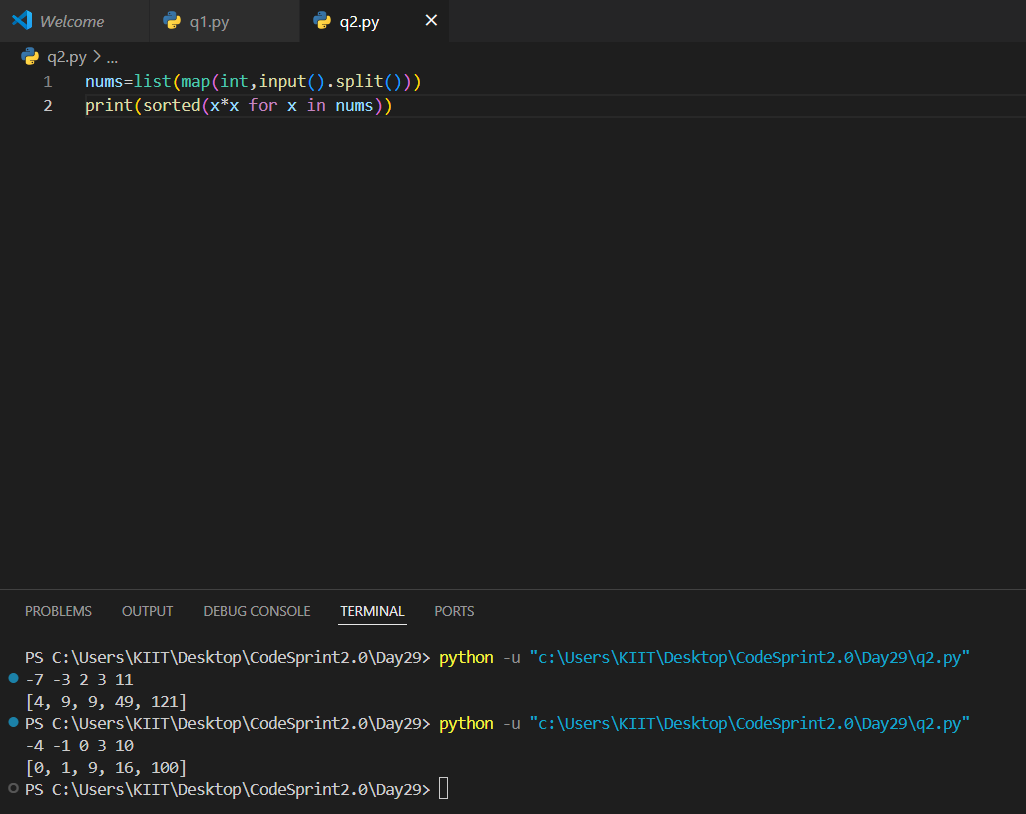 Welcome q1.py q2.py
q2.py > ...
1 nums=list(map(int,input().split()))
2 print(sorted(x*x for x in nums))
PROBLEMS OUTPUT DEBUG CONSOLE TERMINAL PORTS
PS C:\Users\KIIT\Desktop\CodeSprint2.0\Day29> python -u "c:\Users\KIIT\Desktop\CodeSprint2.0\Day29\q2.py"
-7 -3 2 3 11
[4, 9, 9, 49, 121]
PS C:\Users\KIIT\Desktop\CodeSprint2.0\Day29> python -u "c:\Users\KIIT\Desktop\CodeSprint2.0\Day29\q2.py"
-4 -1 0 3 10
[0, 1, 9, 16, 100]
PS C:\Users\KIIT\Desktop\CodeSprint2.0\Day29>